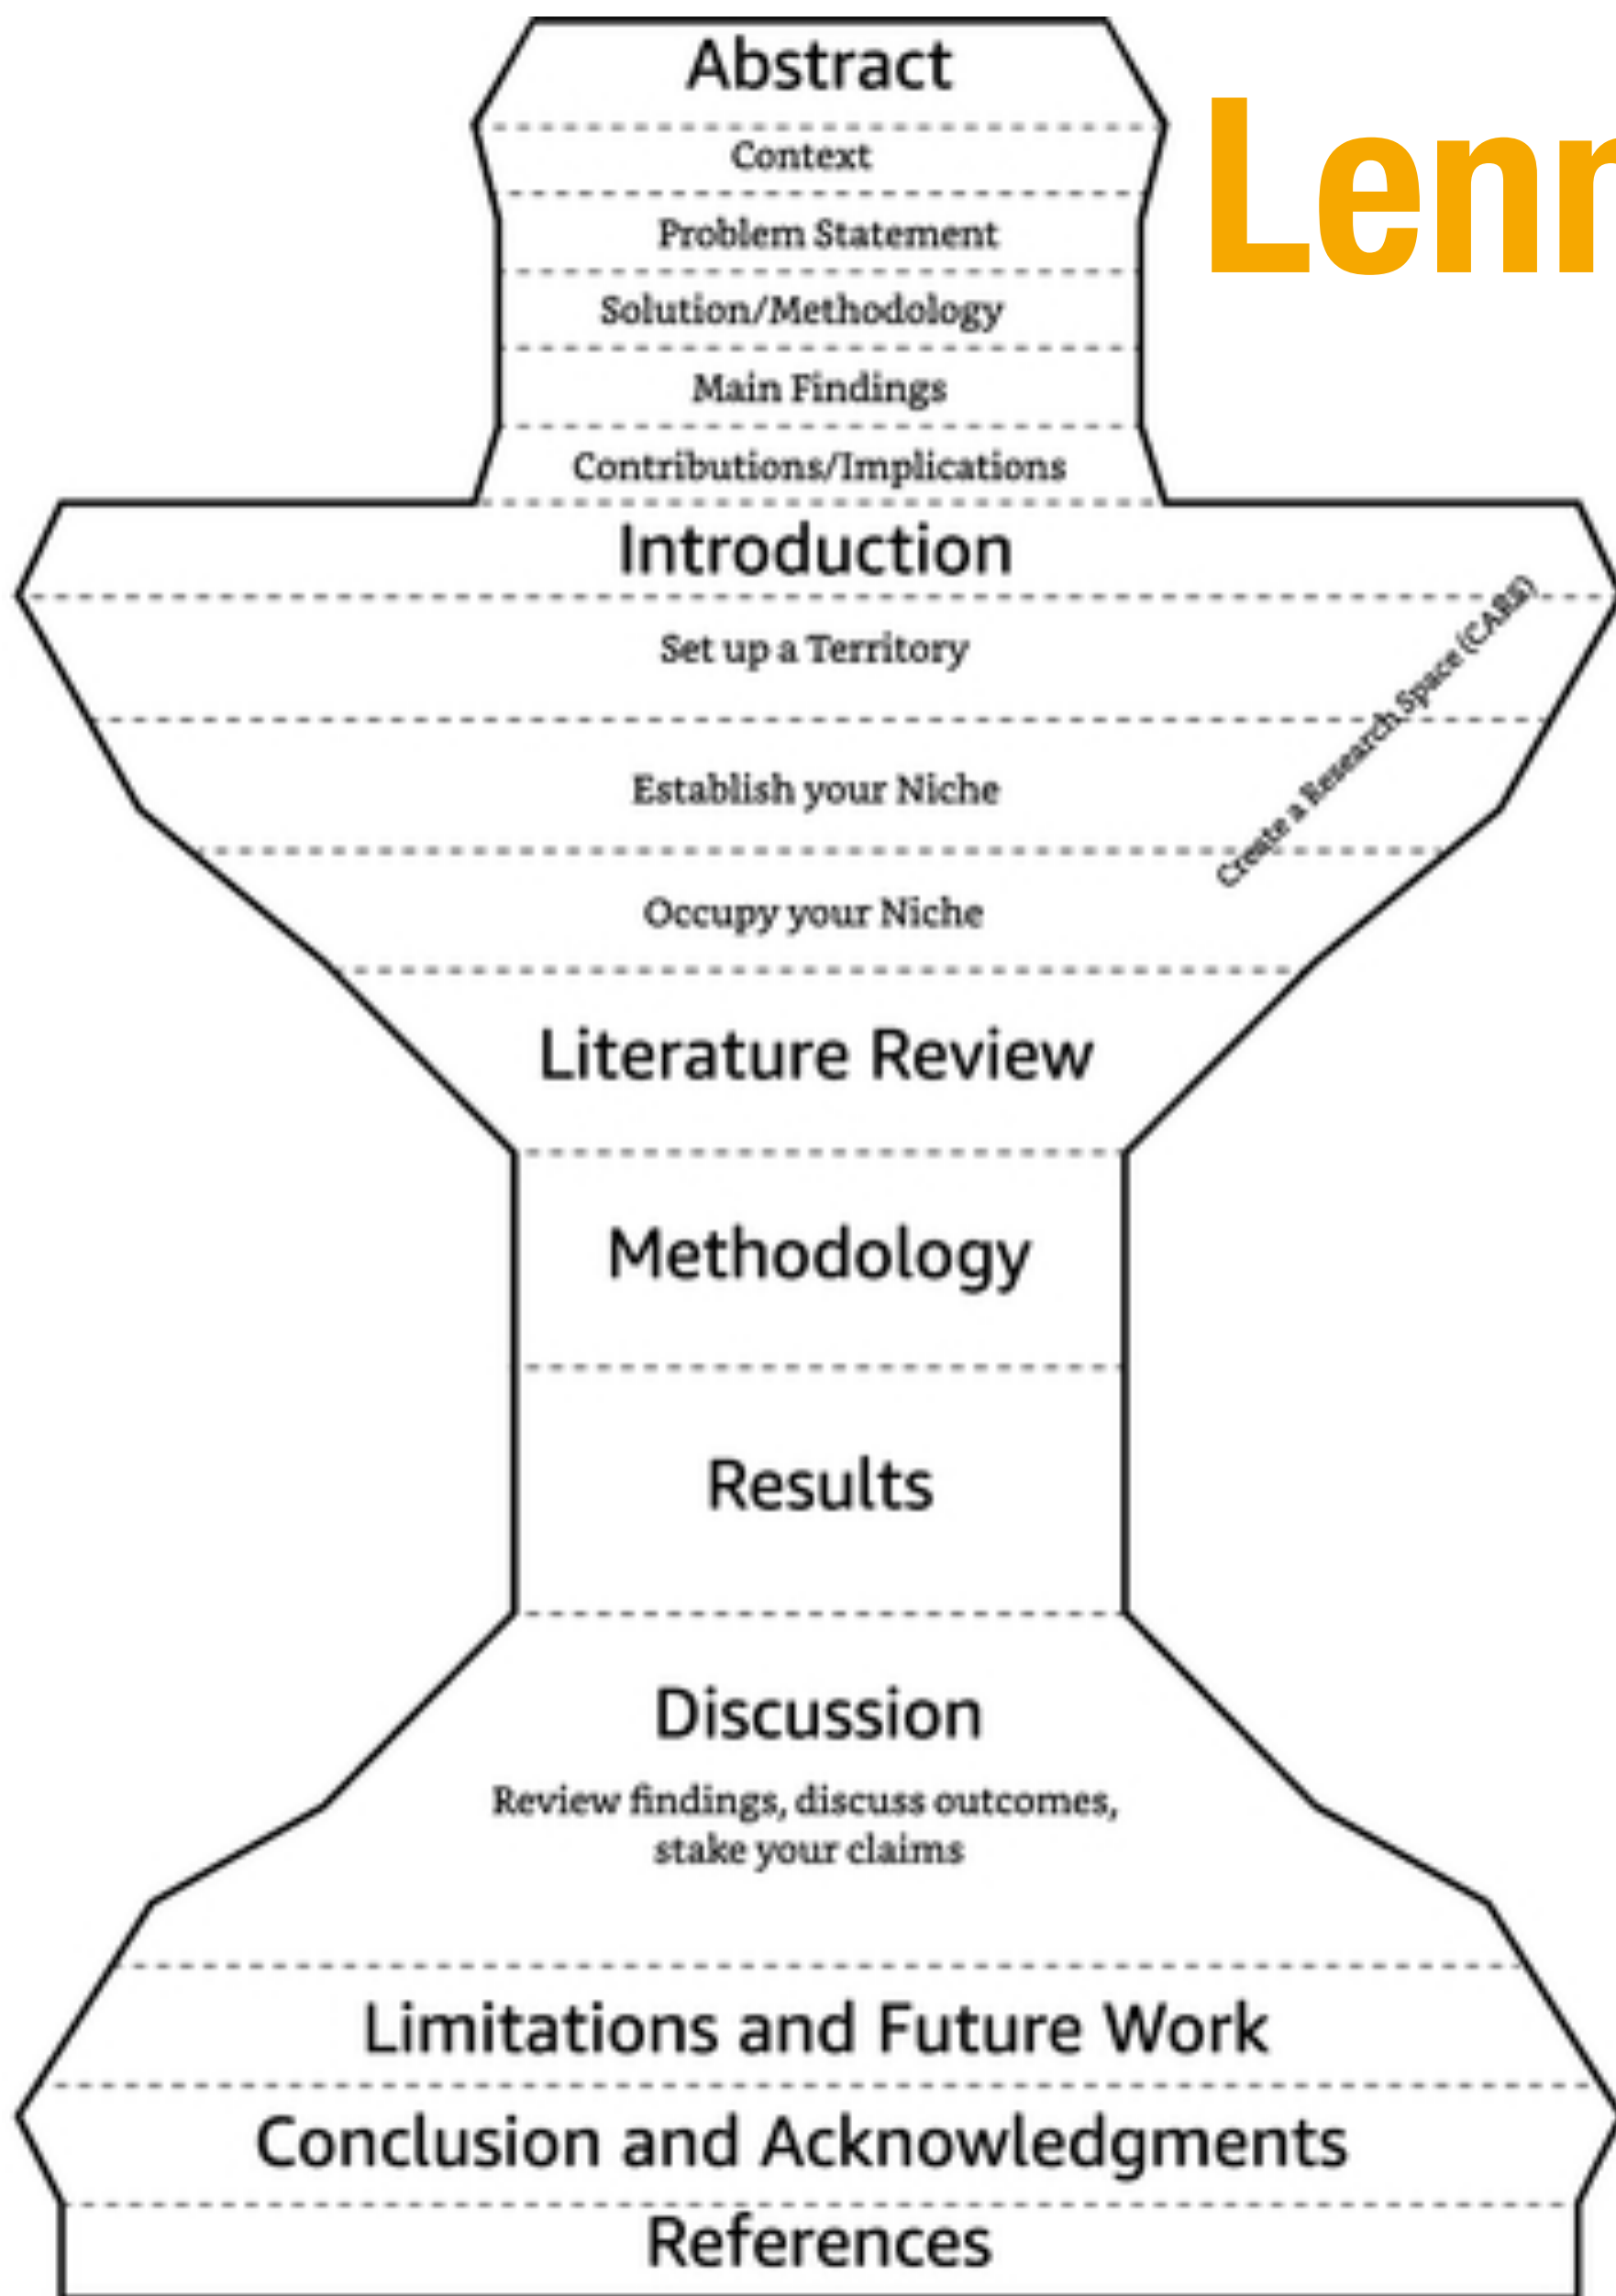 Abstract
Context
Problem Statement
Solution/Methodology
Main Findings
Contributions/Implications
Introduction
Set up a Territory
Establish your Niche
Occupy your Niche
Create a Research Space (CARS)
Literature Review
Methodology
Results
Discussion
Review findings, discuss outcomes,
stake your claims
Limitations and Future Work
Conclusion and Acknowledgments
References